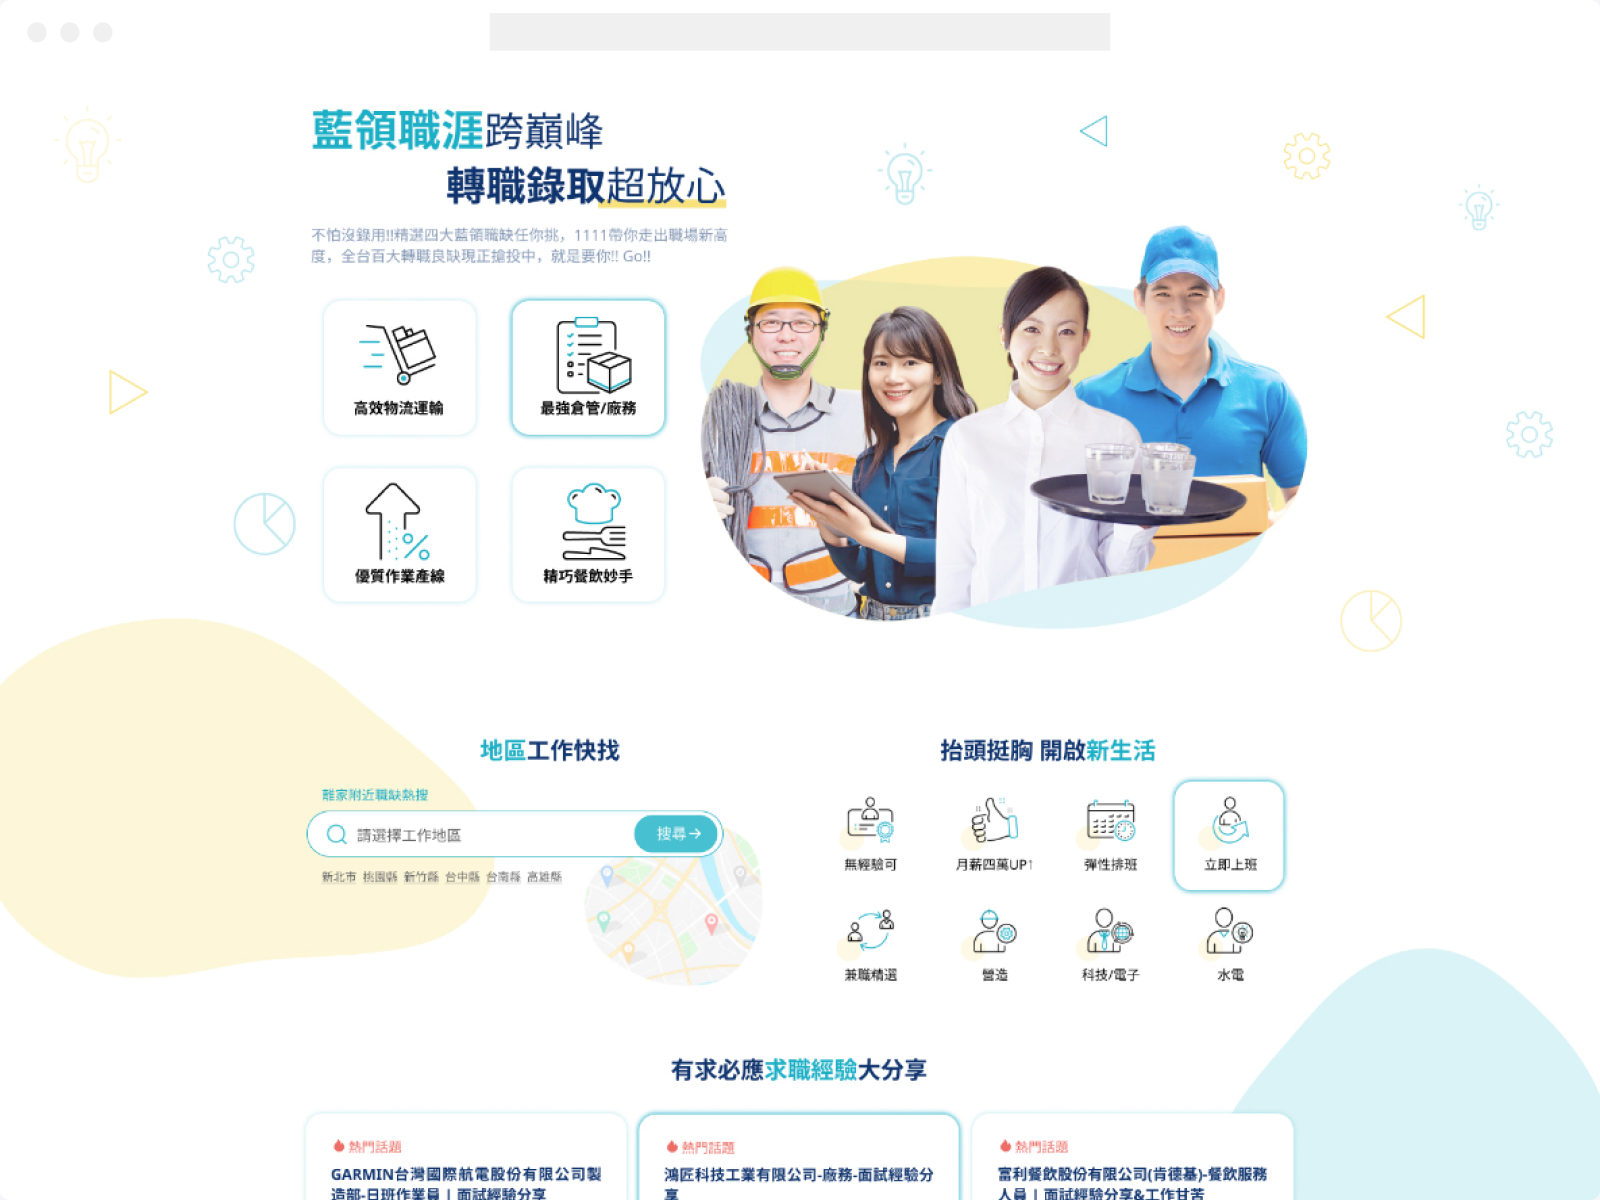 藍領職涯跨巔峰
轉職錄取超放心
不怕沒錄用!!精選四大藍領職缺任你挑，1111帶你走出職場新高
度，全台百大轉職良缺現正搶投中，就是要你!! Go!!
高效物流運輸
最強倉管/廠務
優質作業產線
精巧餐飲妙手
地區工作快找
離家附近職缺熱搜
請選擇工作地區
搜尋→
新北市 桃園縣 新竹縣 台中縣 台南縣 高雄縣
抬頭挺胸 開啟新生活
無經驗可
月薪四萬UP↑
彈性排班
立即上班
兼職精選
營造
科技/電子
水電
有求必應求職經驗大分享
熱門話題
GARMIN台灣國際航電股份有限公司製
造部-日班作業員 | 面試經驗分享
熱門話題
鴻匠科技工業有限公司-廠務-面試經驗分
享
熱門話題
富利餐飲股份有限公司(肯德基)-餐飲服務
人員 | 面試經驗分享&工作甘苦